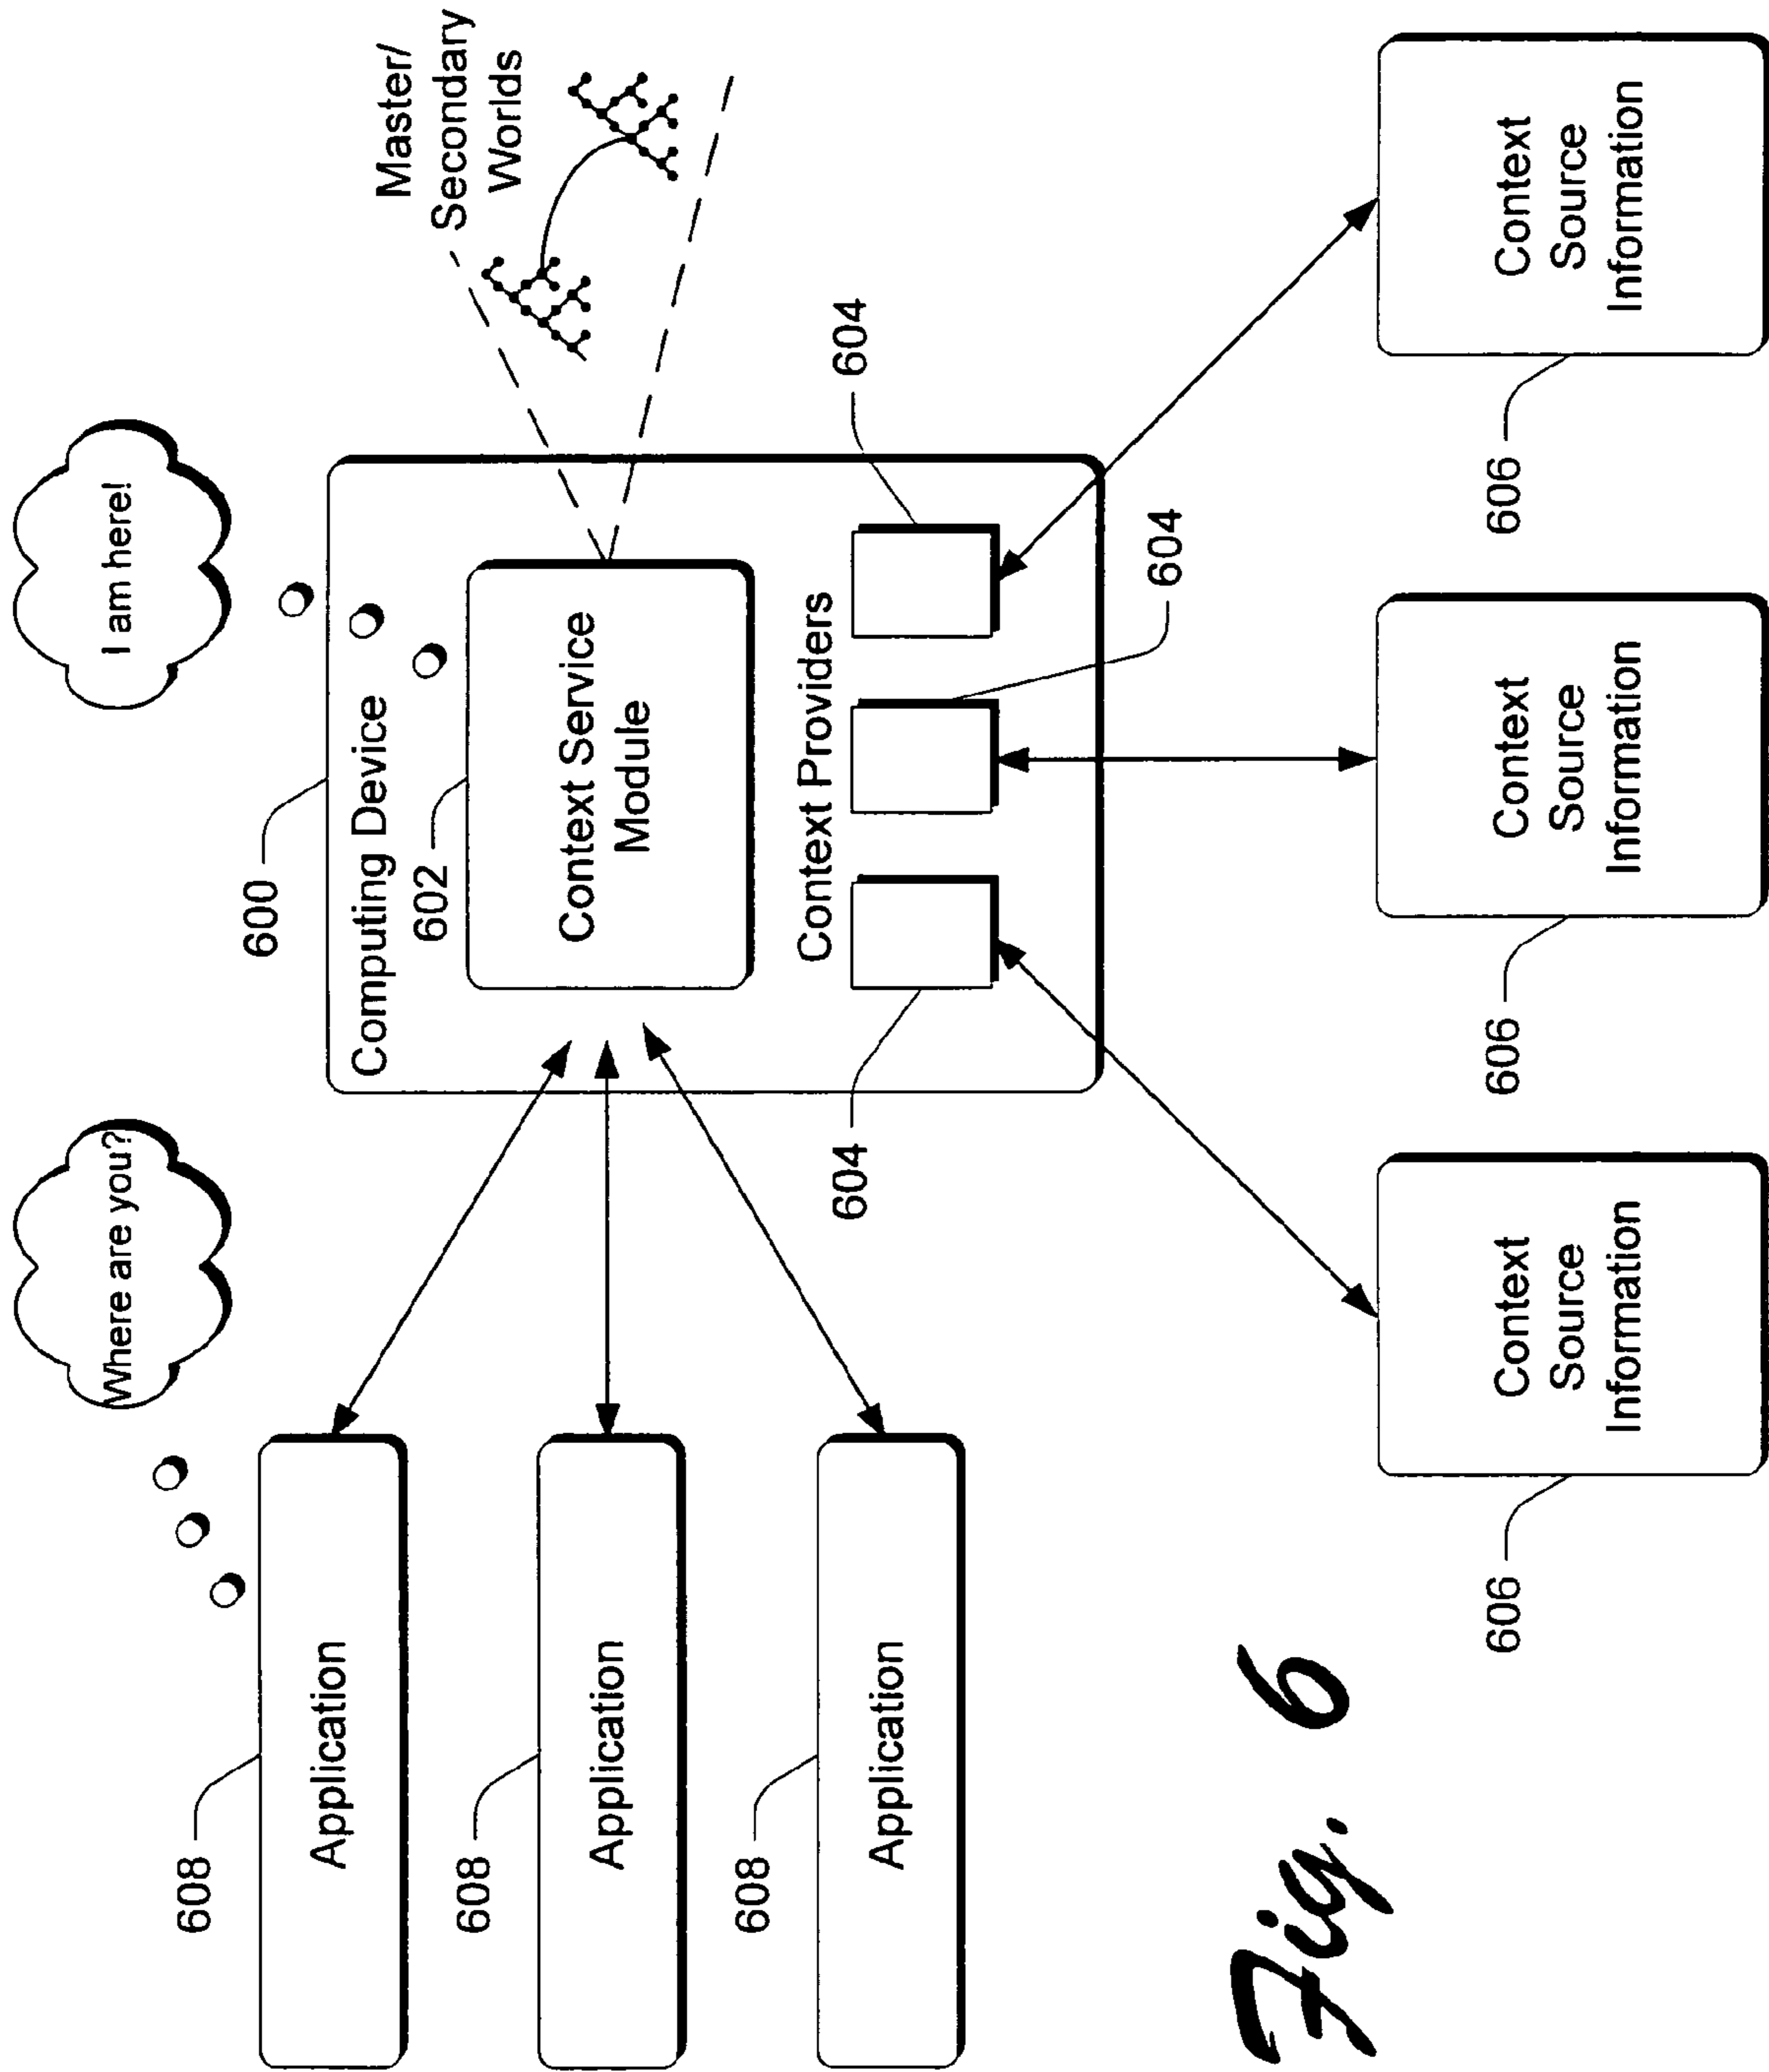 Where are you?
I am here!
608
Application
608
Application
608
Application
600
Computing Device
602
Context Service
Module
Context Providers
604
604
604
Master/
Secondary
Worlds
606
Context
Source
Information
606
Context
Source
Information
606
Context
Source
Information
Fig. 6